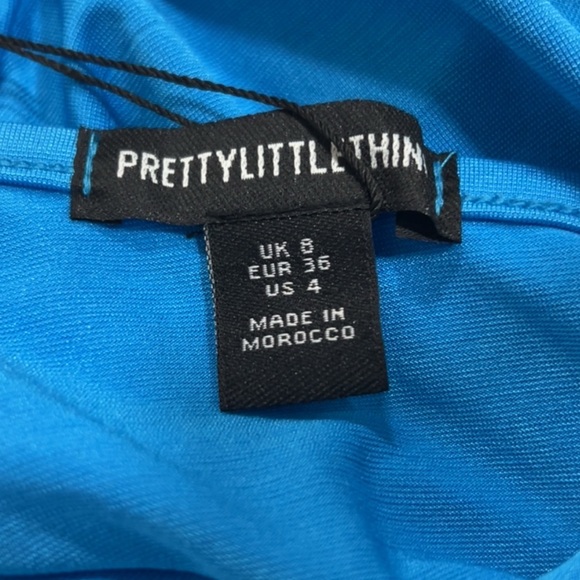 PRETTYLITTLETHIN
UK 8
EUR 36
US 4
MADE IN
MOROCCO